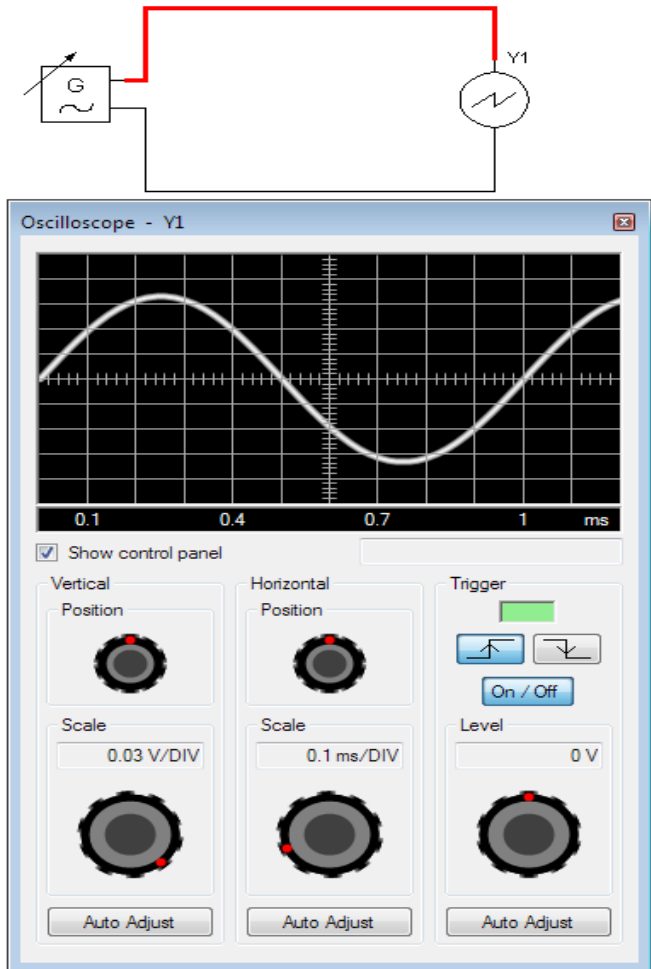 Y1
G
Oscilloscope - Y1
0.1 0.4 0.7 1 ms
Show control panel
Vertical Horizontal Trigger
Position Position
On / Off
Scale Scale Level
0.03 V/DIV 0.1 ms/DIV 0 V
Auto Adjust Auto Adjust Auto Adjust